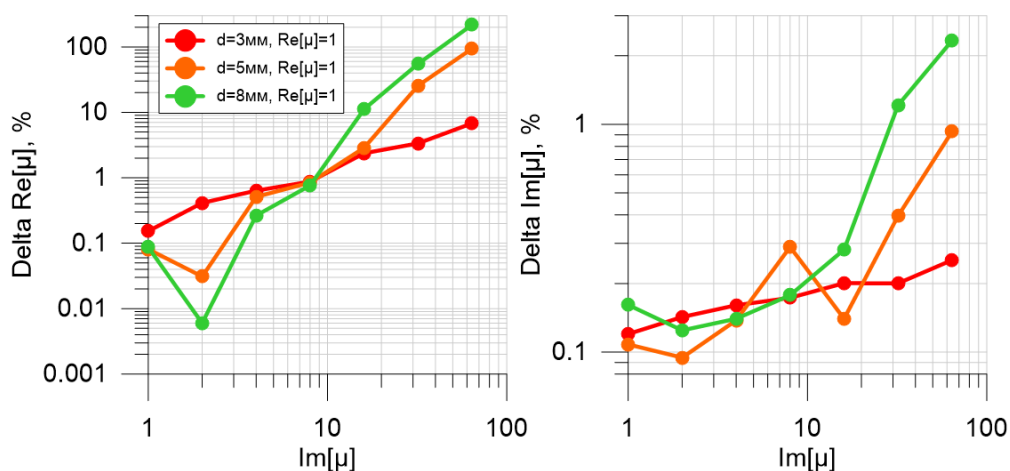 Delta Re[µ], %
100
10
1
0.1
0.01
0.001
d=3мм, Re[µ]=1
d=5мм, Re[µ]=1
d=8мм, Re[µ]=1
1
10
100
Im[µ]
Delta Im[µ], %
1
0.1
1
10
100
Im[µ]